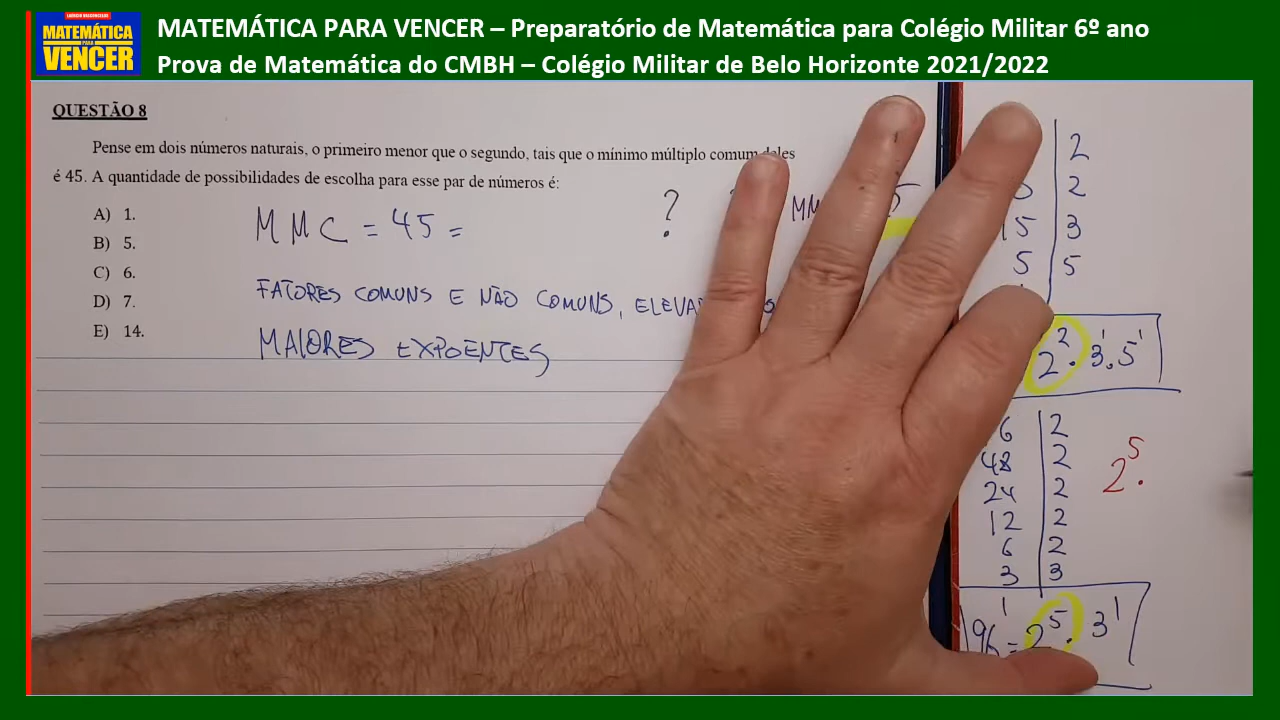 LAÉRCIO VASCONCELOS
MATEMÁTICA
PARA
VENCER
MATEMÁTICA PARA VENCER – Preparatório de Matemática para Colégio Militar 6º ano
Prova de Matemática do CMBH – Colégio Militar de Belo Horizonte 2021/2022
QUESTÃO 8
Pense em dois números naturais, o primeiro menor que o segundo, tais que o mínimo múltiplo comum deles
é 45. A quantidade de possibilidades de escolha para esse par de números é:
A) 1.
B) 5.
C) 6.
D) 7.
E) 14.
MMC = 45 =
?
FATORES COMUNS E NÃO COMUNS,
MAIORES EXPOENTES
2
2
15 3
5 5
2² . 3¹ . 5¹
2
48 2
24 2
12 2
6 2
3 3
1
2⁵ .
96 = 2⁵ . 3¹